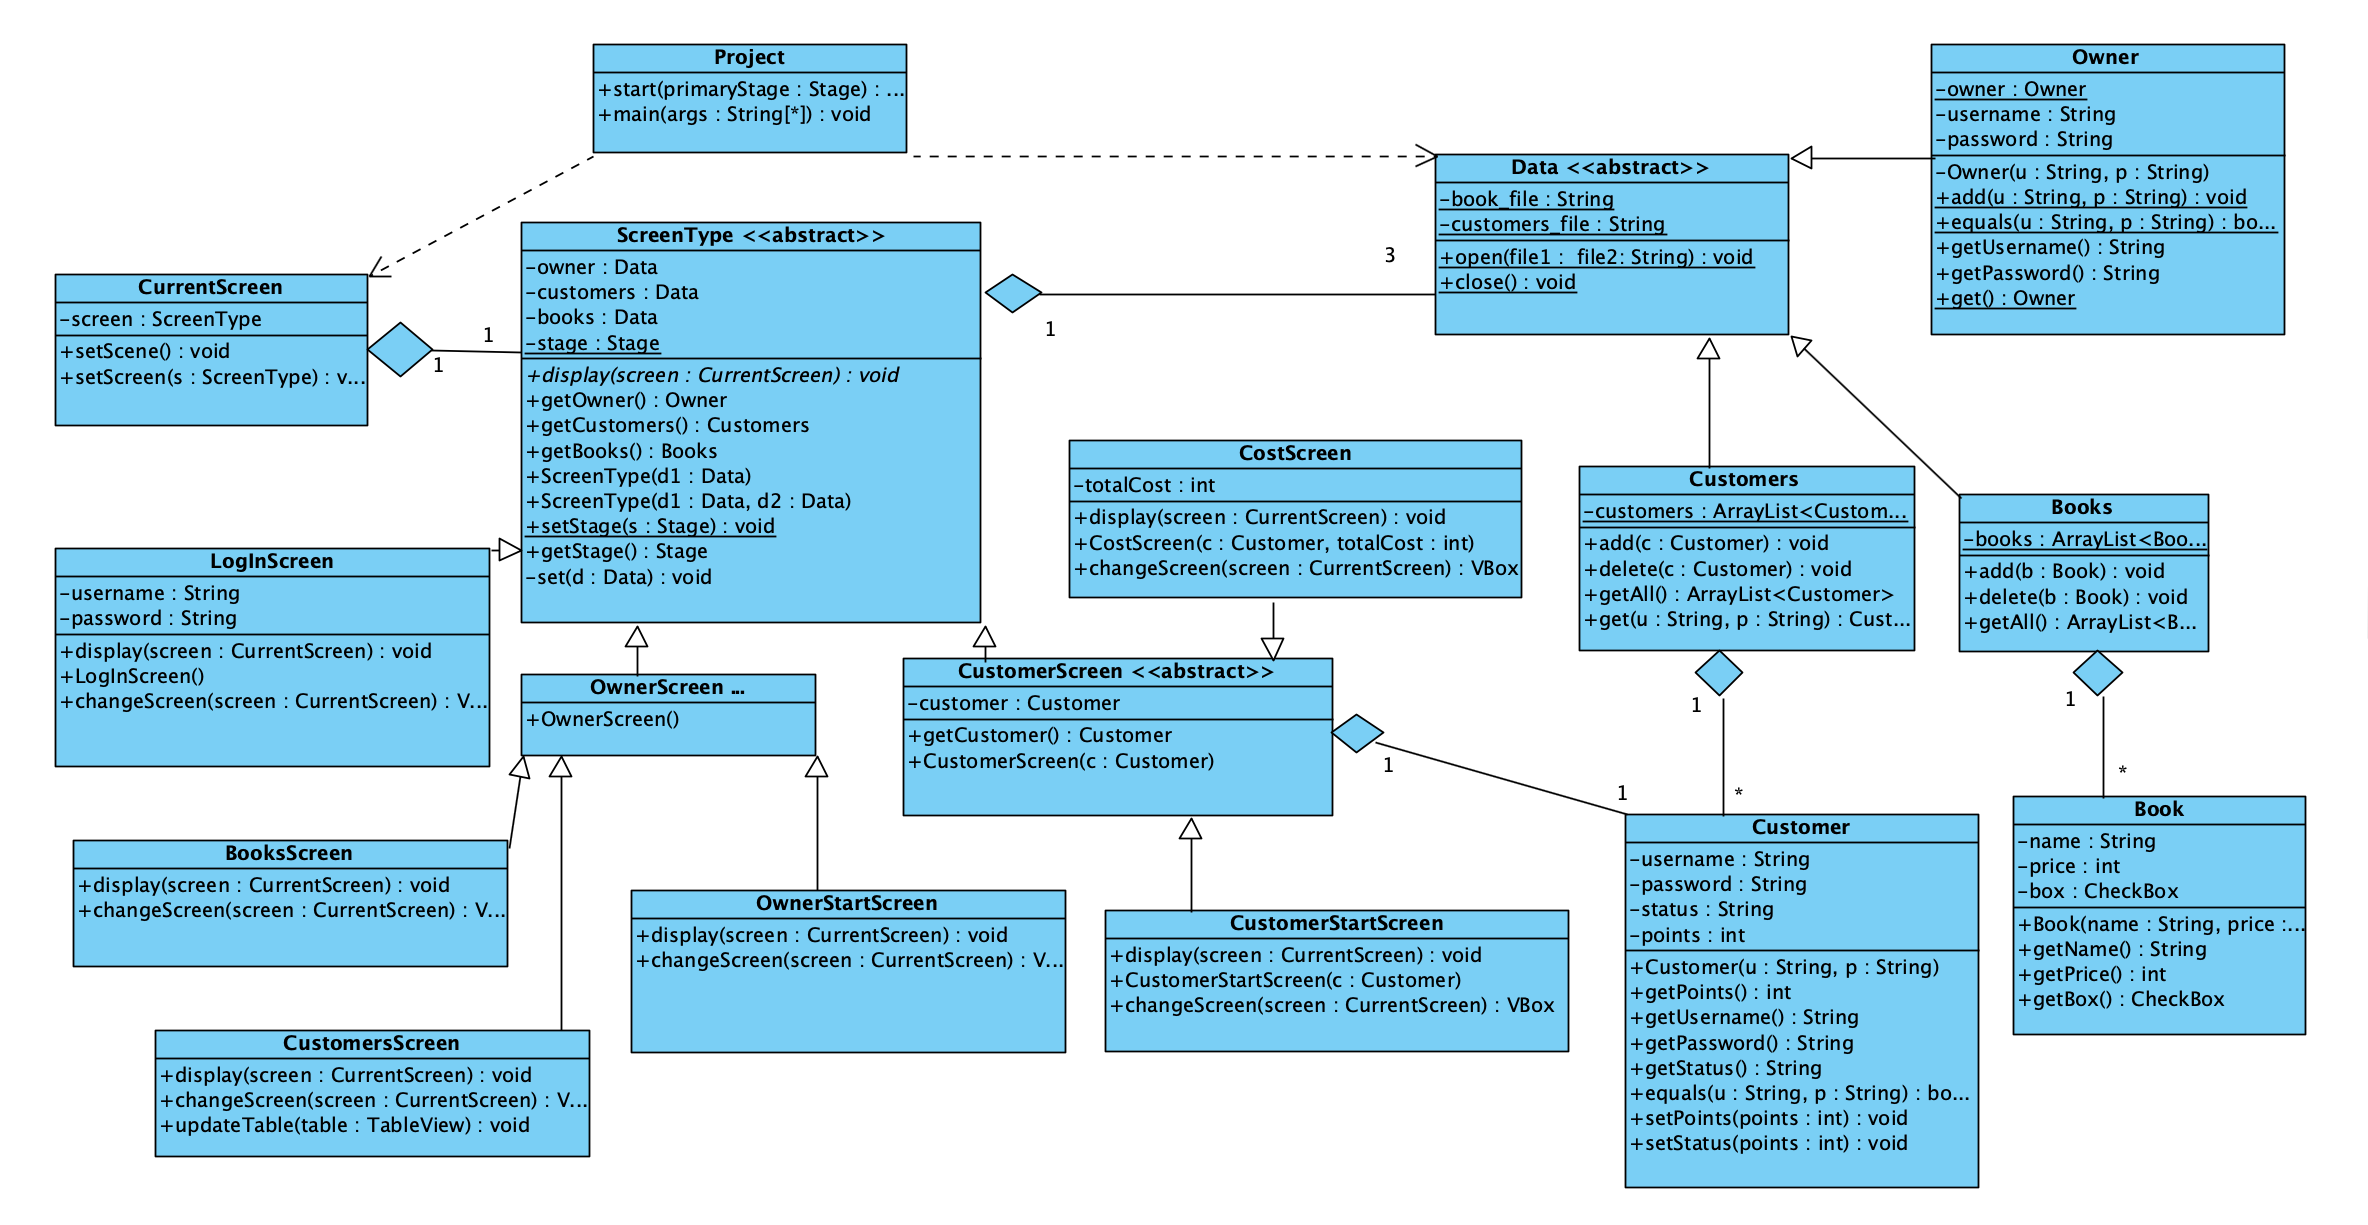 Project
+start(primaryStage : Stage) : ...
+main(args : String[*]) : void
Owner
-owner : Owner
-username : String
-password : String
-Owner(u : String, p : String)
+add(u : String, p : String) : void
+equals(u : String, p : String) : bo...
+getUsername() : String
+getPassword() : String
+get() : Owner
Data <<abstract>>
-book_file : String
-customers_file : String
+open(file1 : file2: String) : void
+close() : void
3
1
ScreenType <<abstract>>
-owner : Data
-customers : Data
-books : Data
-stage : Stage
+display(screen : CurrentScreen) : void
+getOwner() : Owner
+getCustomers() : Customers
+getBooks() : Books
+ScreenType(d1 : Data)
+ScreenType(d1 : Data, d2 : Data)
+setStage(s : Stage) : void
+getStage() : Stage
-set(d : Data) : void
CurrentScreen
-screen : ScreenType
+setScene() : void
+setScreen(s : ScreenType) : v...
1
1
CostScreen
-totalCost : int
+display(screen : CurrentScreen) : void
+CostScreen(c : Customer, totalCost : int)
+changeScreen(screen : CurrentScreen) : VBox
Customers
-customers : ArrayList<Custom...
+add(c : Customer) : void
+delete(c : Customer) : void
+getAll() : ArrayList<Customer>
+get(u : String, p : String) : Cust...
Books
-books : ArrayList<Boo...
+add(b : Book) : void
+delete(b : Book) : void
+getAll() : ArrayList<B...
LogInScreen
-username : String
-password : String
+display(screen : CurrentScreen) : void
+LogInScreen()
+changeScreen(screen : CurrentScreen) : V...
OwnerScreen ...
+OwnerScreen()
CustomerScreen <<abstract>>
-customer : Customer
+getCustomer() : Customer
+CustomerScreen(c : Customer)
1
1
1
*
1
*
BooksScreen
+display(screen : CurrentScreen) : void
+changeScreen(screen : CurrentScreen) : V...
OwnerStartScreen
+display(screen : CurrentScreen) : void
+changeScreen(screen : CurrentScreen) : V...
CustomerStartScreen
+display(screen : CurrentScreen) : void
+CustomerStartScreen(c : Customer)
+changeScreen(screen : CurrentScreen) : VBox
Customer
-username : String
-password : String
-status : String
-points : int
+Customer(u : String, p : String)
+getPoints() : int
+getUsername() : String
+getPassword() : String
+getStatus() : String
+equals(u : String, p : String) : bo...
+setPoints(points : int) : void
+setStatus(points : int) : void
Book
-name : String
-price : int
-box : CheckBox
+Book(name : String, price :...
+getName() : String
+getPrice() : int
+getBox() : CheckBox
CustomersScreen
+display(screen : CurrentScreen) : void
+changeScreen(screen : CurrentScreen) : V...
+updateTable(table : TableView) : void